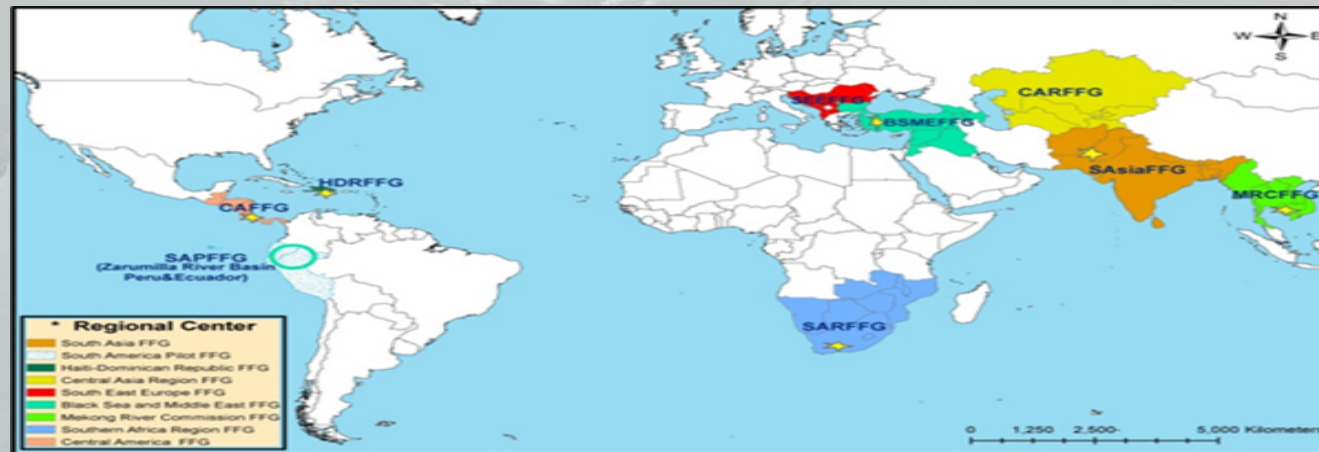 N
W E
S
CARFFG
SEEFFG
BSMEFFG
SAsiaFFG
HDRFFG
MRCFFG
CAFFG
SAPFFG
(Zarumilla River Basin
Peru&Ecuador)
SARFFG
* Regional Center
South Asia FFG
South America Pilot FFG
Haiti-Dominican Republic FFG
Central Asia Region FFG
South East Europe FFG
Black Sea and Middle East FFG
Mekong River Commission FFG
Southern Africa Region FFG
Central America FFG
0 1,250 2,500 5,000 Kilometers